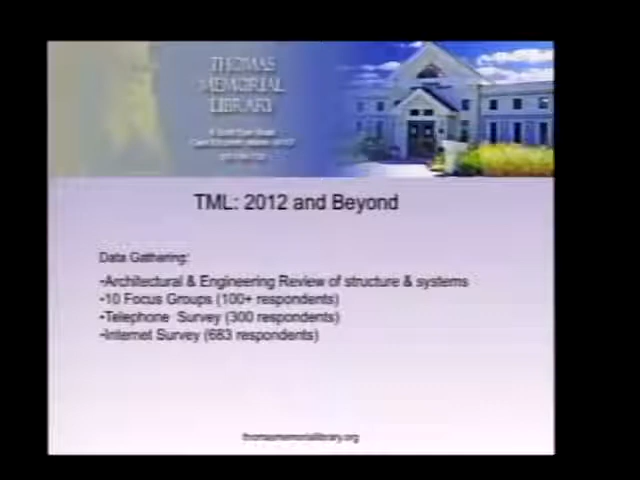 THOMAS
MEMORIAL
LIBRARY
TML: 2012 and Beyond
Data Gathering:
•Architectural & Engineering Review of structure & systems
•10 Focus Groups (100+ respondents)
•Telephone Survey (300 respondents)
•Internet Survey (683 respondents)
thomasmemoriallibrary.org